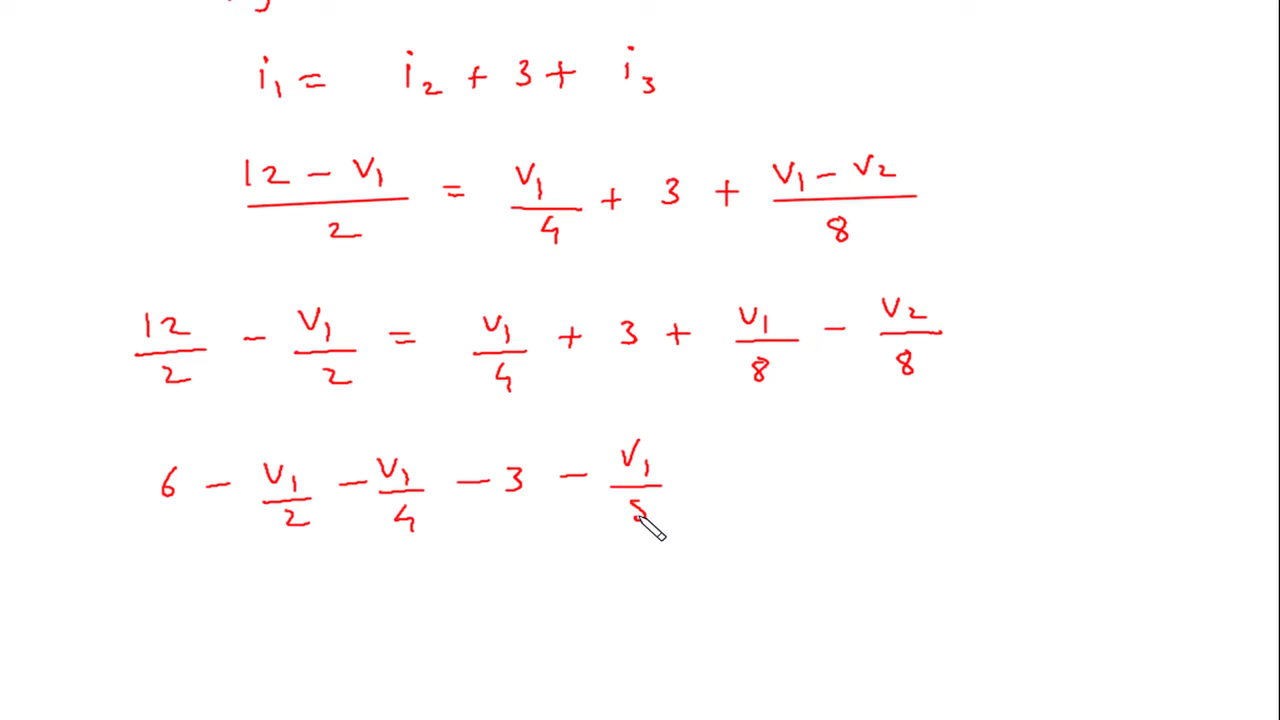 i₁ = i₂ + 3 + i₃
(12 - V₁)/2 = V₁/4 + 3 + (V₁ - V₂)/8
12/2 - V₁/2 = V₁/4 + 3 + V₁/8 - V₂/8
6 - V₁/2 - V₁/4 - 3 - V₁/